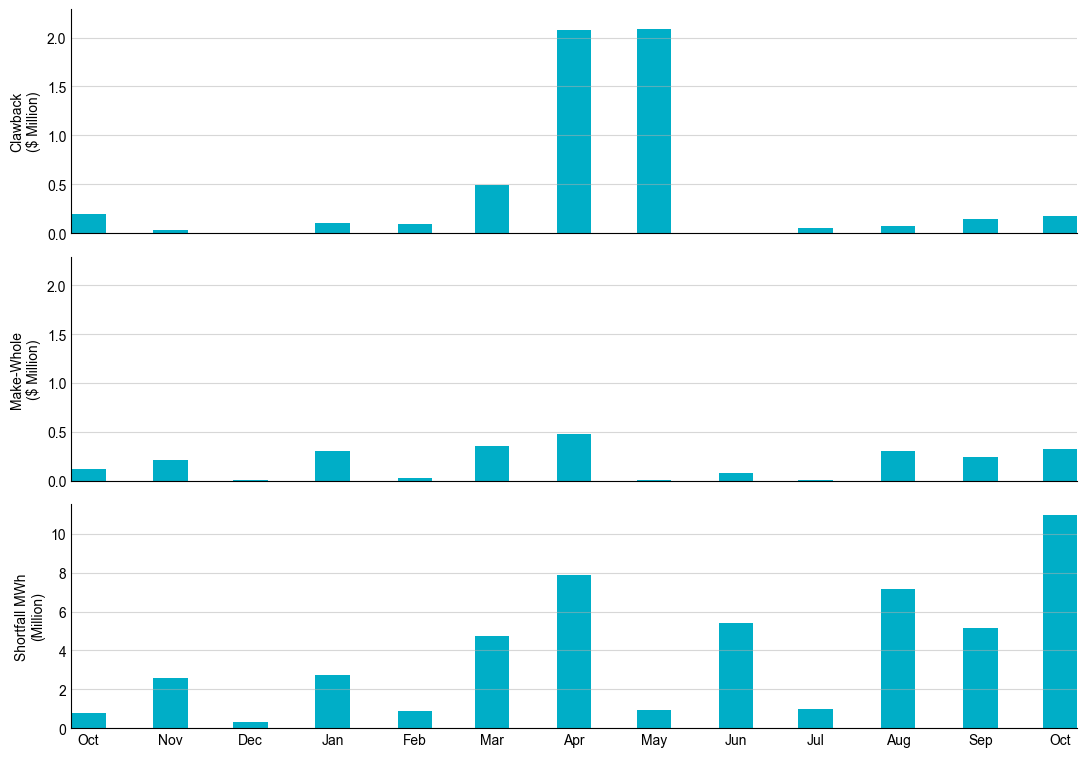 Clawback
($ Million)
2.0
1.5
1.0
0.5
0.0
Make-Whole
($ Million)
2.0
1.5
1.0
0.5
0.0
Shortfall MWh
(Million)
10
8
6
4
2
0
Oct Nov Dec Jan Feb Mar Apr May Jun Jul Aug Sep Oct